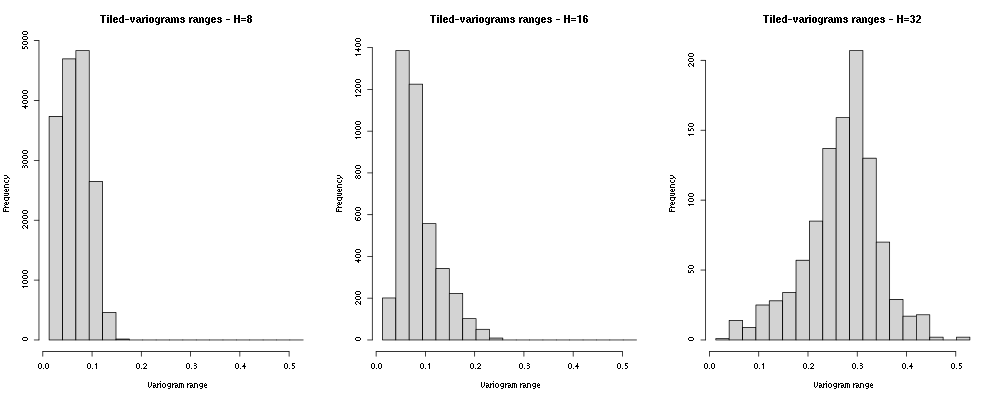 Tiled-variograms ranges - H=8
Frequency
5000
4000
3000
2000
1000
0
0.0 0.1 0.2 0.3 0.4 0.5
Variogram range
Tiled-variograms ranges - H=16
Frequency
1400
1200
1000
800
600
400
200
0
0.0 0.1 0.2 0.3 0.4 0.5
Variogram range
Tiled-variograms ranges - H=32
Frequency
200
150
100
50
0
0.0 0.1 0.2 0.3 0.4 0.5
Variogram range